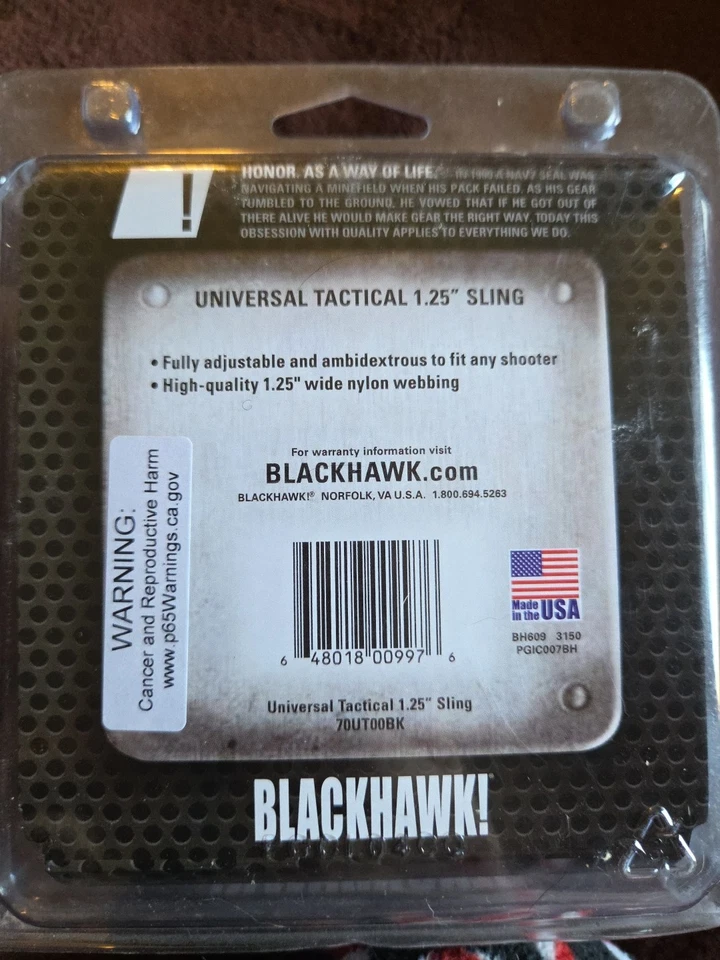 !
HONOR. AS A WAY OF LIFE. IN 1990 A NAVY SEAL WAS
NAVIGATING A MINEFIELD WHEN HIS PACK FAILED. AS HIS GEAR
TUMBLED TO THE GROUND, HE VOWED THAT IF HE GOT OUT OF
THERE ALIVE HE WOULD MAKE GEAR THE RIGHT WAY. TODAY THIS
OBSESSION WITH QUALITY APPLIES TO EVERYTHING WE DO.
UNIVERSAL TACTICAL 1.25” SLING
• Fully adjustable and ambidextrous to fit any shooter
• High-quality 1.25" wide nylon webbing
WARNING:
Cancer and Reproductive Harm
www.p65Warnings.ca.gov
For warranty information visit
BLACKHAWK.com
BLACKHAWK!® NORFOLK, VA U.S.A. 1.800.694.5263
Made
in the USA
BH609 3150
PGIC007BH
6 48018 00997 6
Universal Tactical 1.25” Sling
70UT00BK
BLACKHAWK!